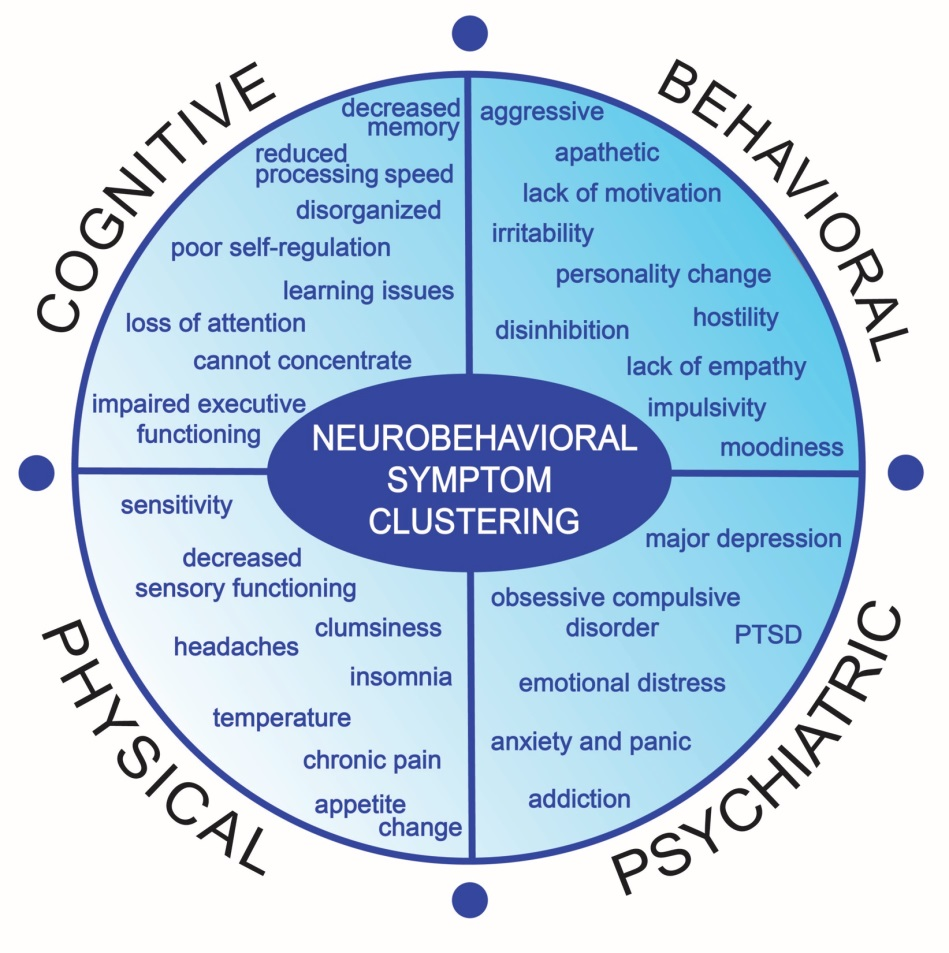 COGNITIVE
decreased
memory
reduced
processing speed
disorganized
poor self-regulation
learning issues
loss of attention
cannot concentrate
impaired executive
functioning
BEHAVIORAL
aggressive
apathetic
lack of motivation
irritability
personality change
hostility
disinhibition
lack of empathy
impulsivity
moodiness
NEUROBEHAVIORAL
SYMPTOM
CLUSTERING
PHYSICAL
sensitivity
decreased
sensory functioning
clumsiness
headaches
insomnia
temperature
chronic pain
appetite
change
PSYCHIATRIC
major depression
obsessive compulsive
disorder
PTSD
emotional distress
anxiety and panic
addiction